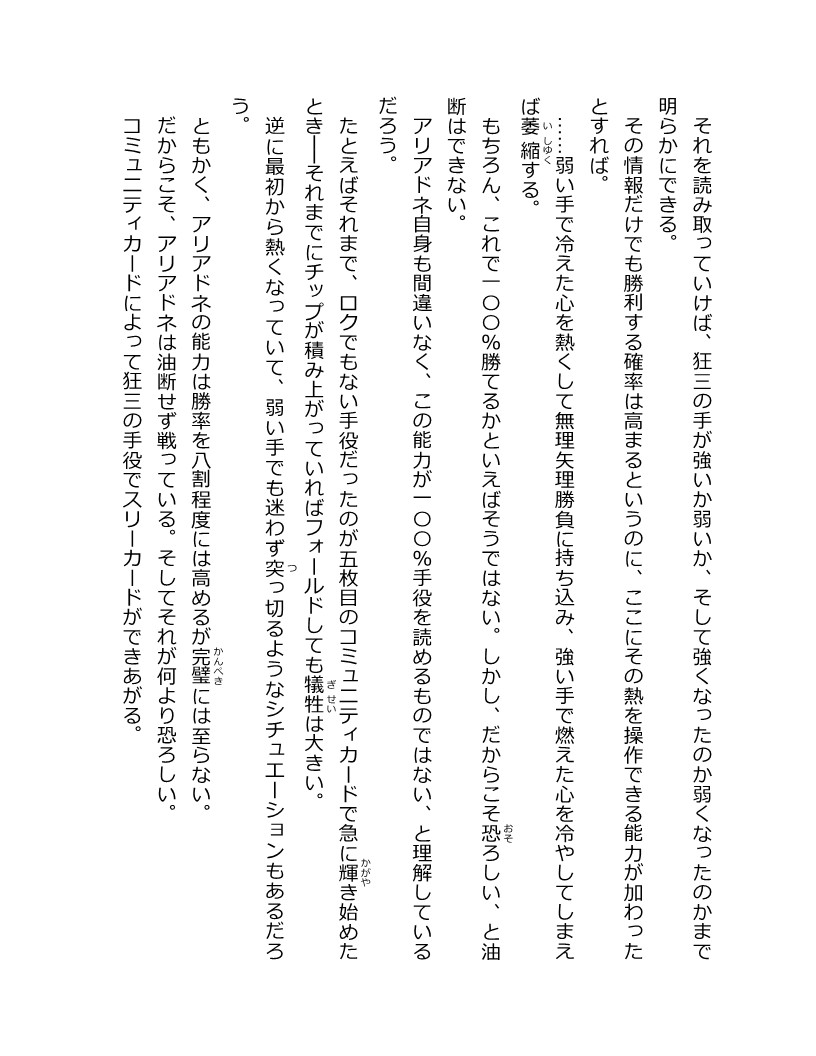 それを読み取っていけば、狂三の手が強いか弱いか、そして強くなったのか弱くなったのかまで
明らかにできる。
その情報だけでも勝利する確率は高まるというのに、ここにその熱を操作できる能力が加わった
とすれば。
……弱い手で冷えた心を熱くして無理矢理勝負に持ち込み、強い手で燃えた心を冷やしてしまえ
ば萎縮する。
もちろん、これで一〇〇％勝てるかといえばそうではない。しかし、だからこそ恐ろしい、と油
断はできない。
アリアドネ自身も間違いなく、この能力が一〇〇％手役を読めるものではない、と理解している
だろう。
たとえばそれまで、ロクでもない手役だったのが五枚目のコミュニティカードで急に輝き始めた
とき──それまでにチップが積み上がっていればフォールドしても犠牲は大きい。
逆に最初から熱くなっていて、弱い手でも迷わず突っ切るようなシチュエーションもあるだろ
う。
ともかく、アリアドネの能力は勝率を八割程度には高めるが完璧には至らない。
だからこそ、アリアドネは油断せず戦っている。そしてそれが何より恐ろしい。
コミュニティカードによって狂三の手役でスリーカードができあがる。